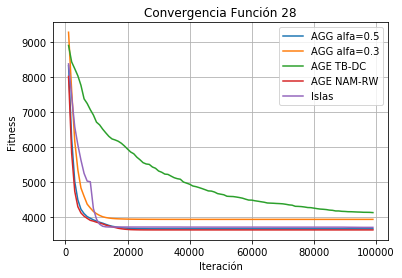 Convergencia Función 28
Fitness
9000
8000
7000
6000
5000
4000
AGG alfa=0.5
AGG alfa=0.3
AGE TB-DC
AGE NAM-RW
Islas
0 20000 40000 60000 80000 100000
Iteración